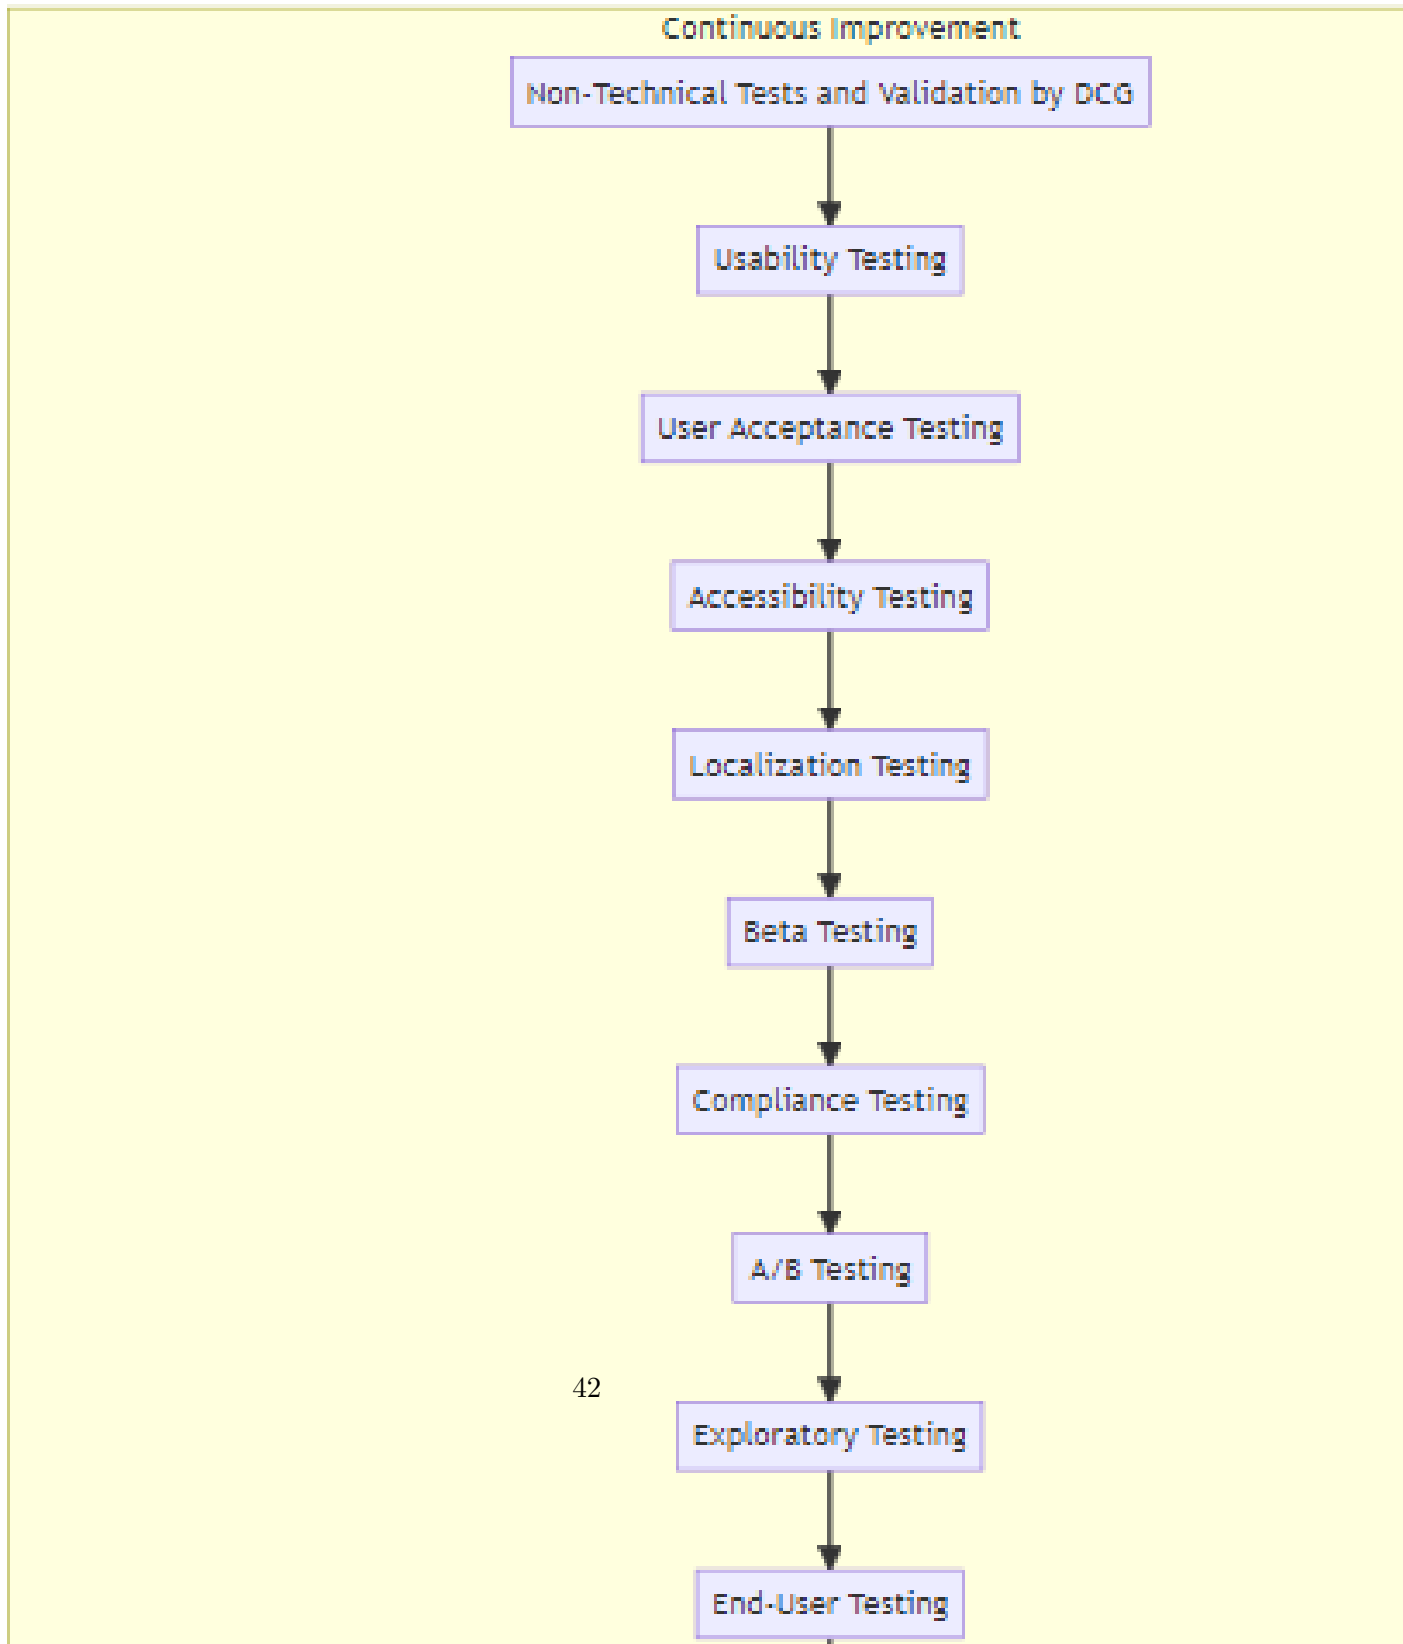 Continuous Improvement
Non-Technical Tests and Validation by DCG
Usability Testing
User Acceptance Testing
Accessibility Testing
Localization Testing
Beta Testing
Compliance Testing
A/B Testing
42
Exploratory Testing
End-User Testing